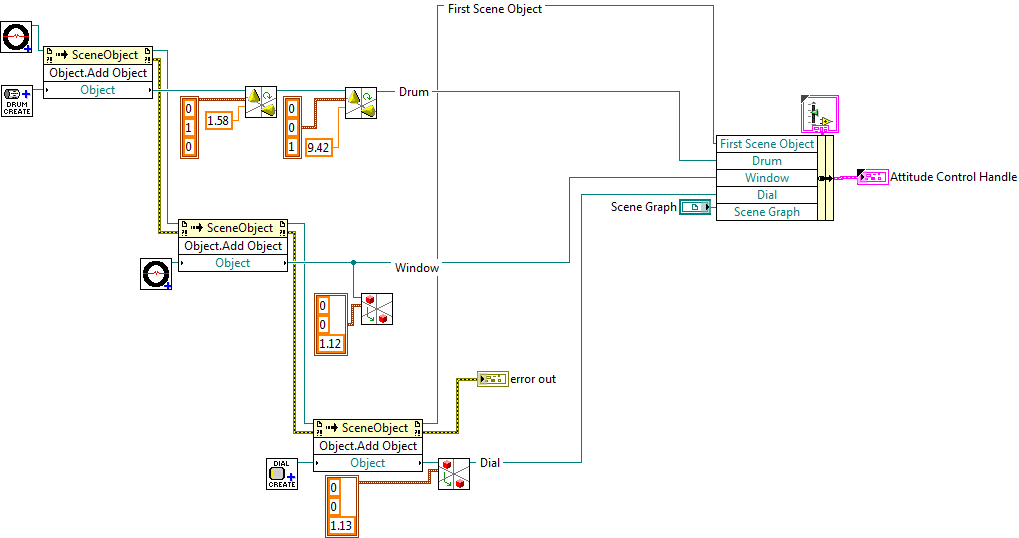 First Scene Object
SceneObject
Object.Add Object
Object
DRUM
CREATE
0
1
0
1.58
0
0
1
9.42
Drum
First Scene Object
Drum
Window
Dial
Scene Graph
Attitude Control Handle
Scene Graph
SceneObject
Object.Add Object
Object
Window
0
0
1.12
error out
SceneObject
Object.Add Object
Object
DIAL
CREATE
Dial
0
0
1.13